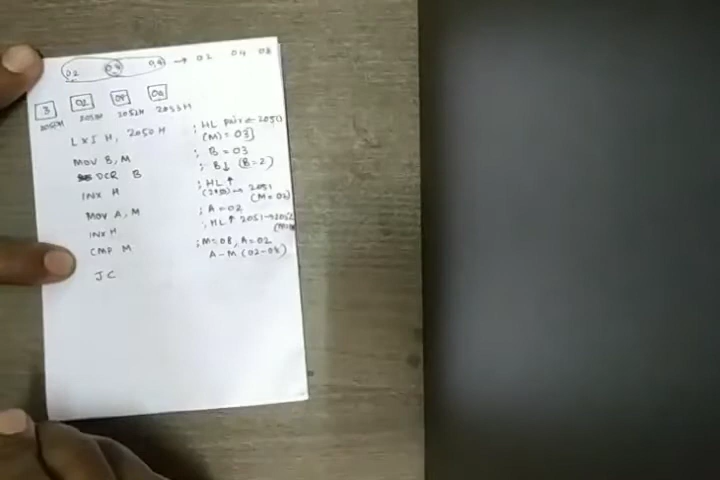 02 08 04 → 02 04 08
3 02 08 04
2050H 2051H 2052H 2053H
LXI H, 2050H ; HL pair ← 2050
(M) = 03
MOV B, M ; B = 03
DCR B ; B↓ (B=2)
INX H ; HL↑
(2050) → 2051
(M = 02)
MOV A, M ; A = 02
INX H ; HL↑ 2051→2052
CMP M ; M = 08, A = 02
A - M (02-08)
JC